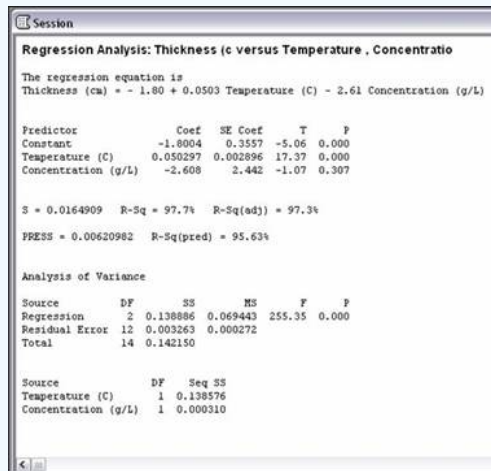 Session
Regression Analysis: Thickness (c versus Temperature , Concentratio
The regression equation is
Thickness (cm) = - 1.80 + 0.0503 Temperature (C) - 2.61 Concentration (g/L)
Predictor Coef SE Coef T P
Constant -1.8004 0.3557 -5.06 0.000
Temperature (C) 0.050297 0.002896 17.37 0.000
Concentration (g/L) -2.608 2.442 -1.07 0.307
S = 0.0164909 R-Sq = 97.7% R-Sq(adj) = 97.3%
PRESS = 0.00620982 R-Sq(pred) = 95.63%
Analysis of Variance
Source DF SS MS F P
Regression 2 0.138886 0.069443 255.35 0.000
Residual Error 12 0.003263 0.000272
Total 14 0.142150
Source DF Seq SS
Temperature (C) 1 0.138576
Concentration (g/L) 1 0.000310